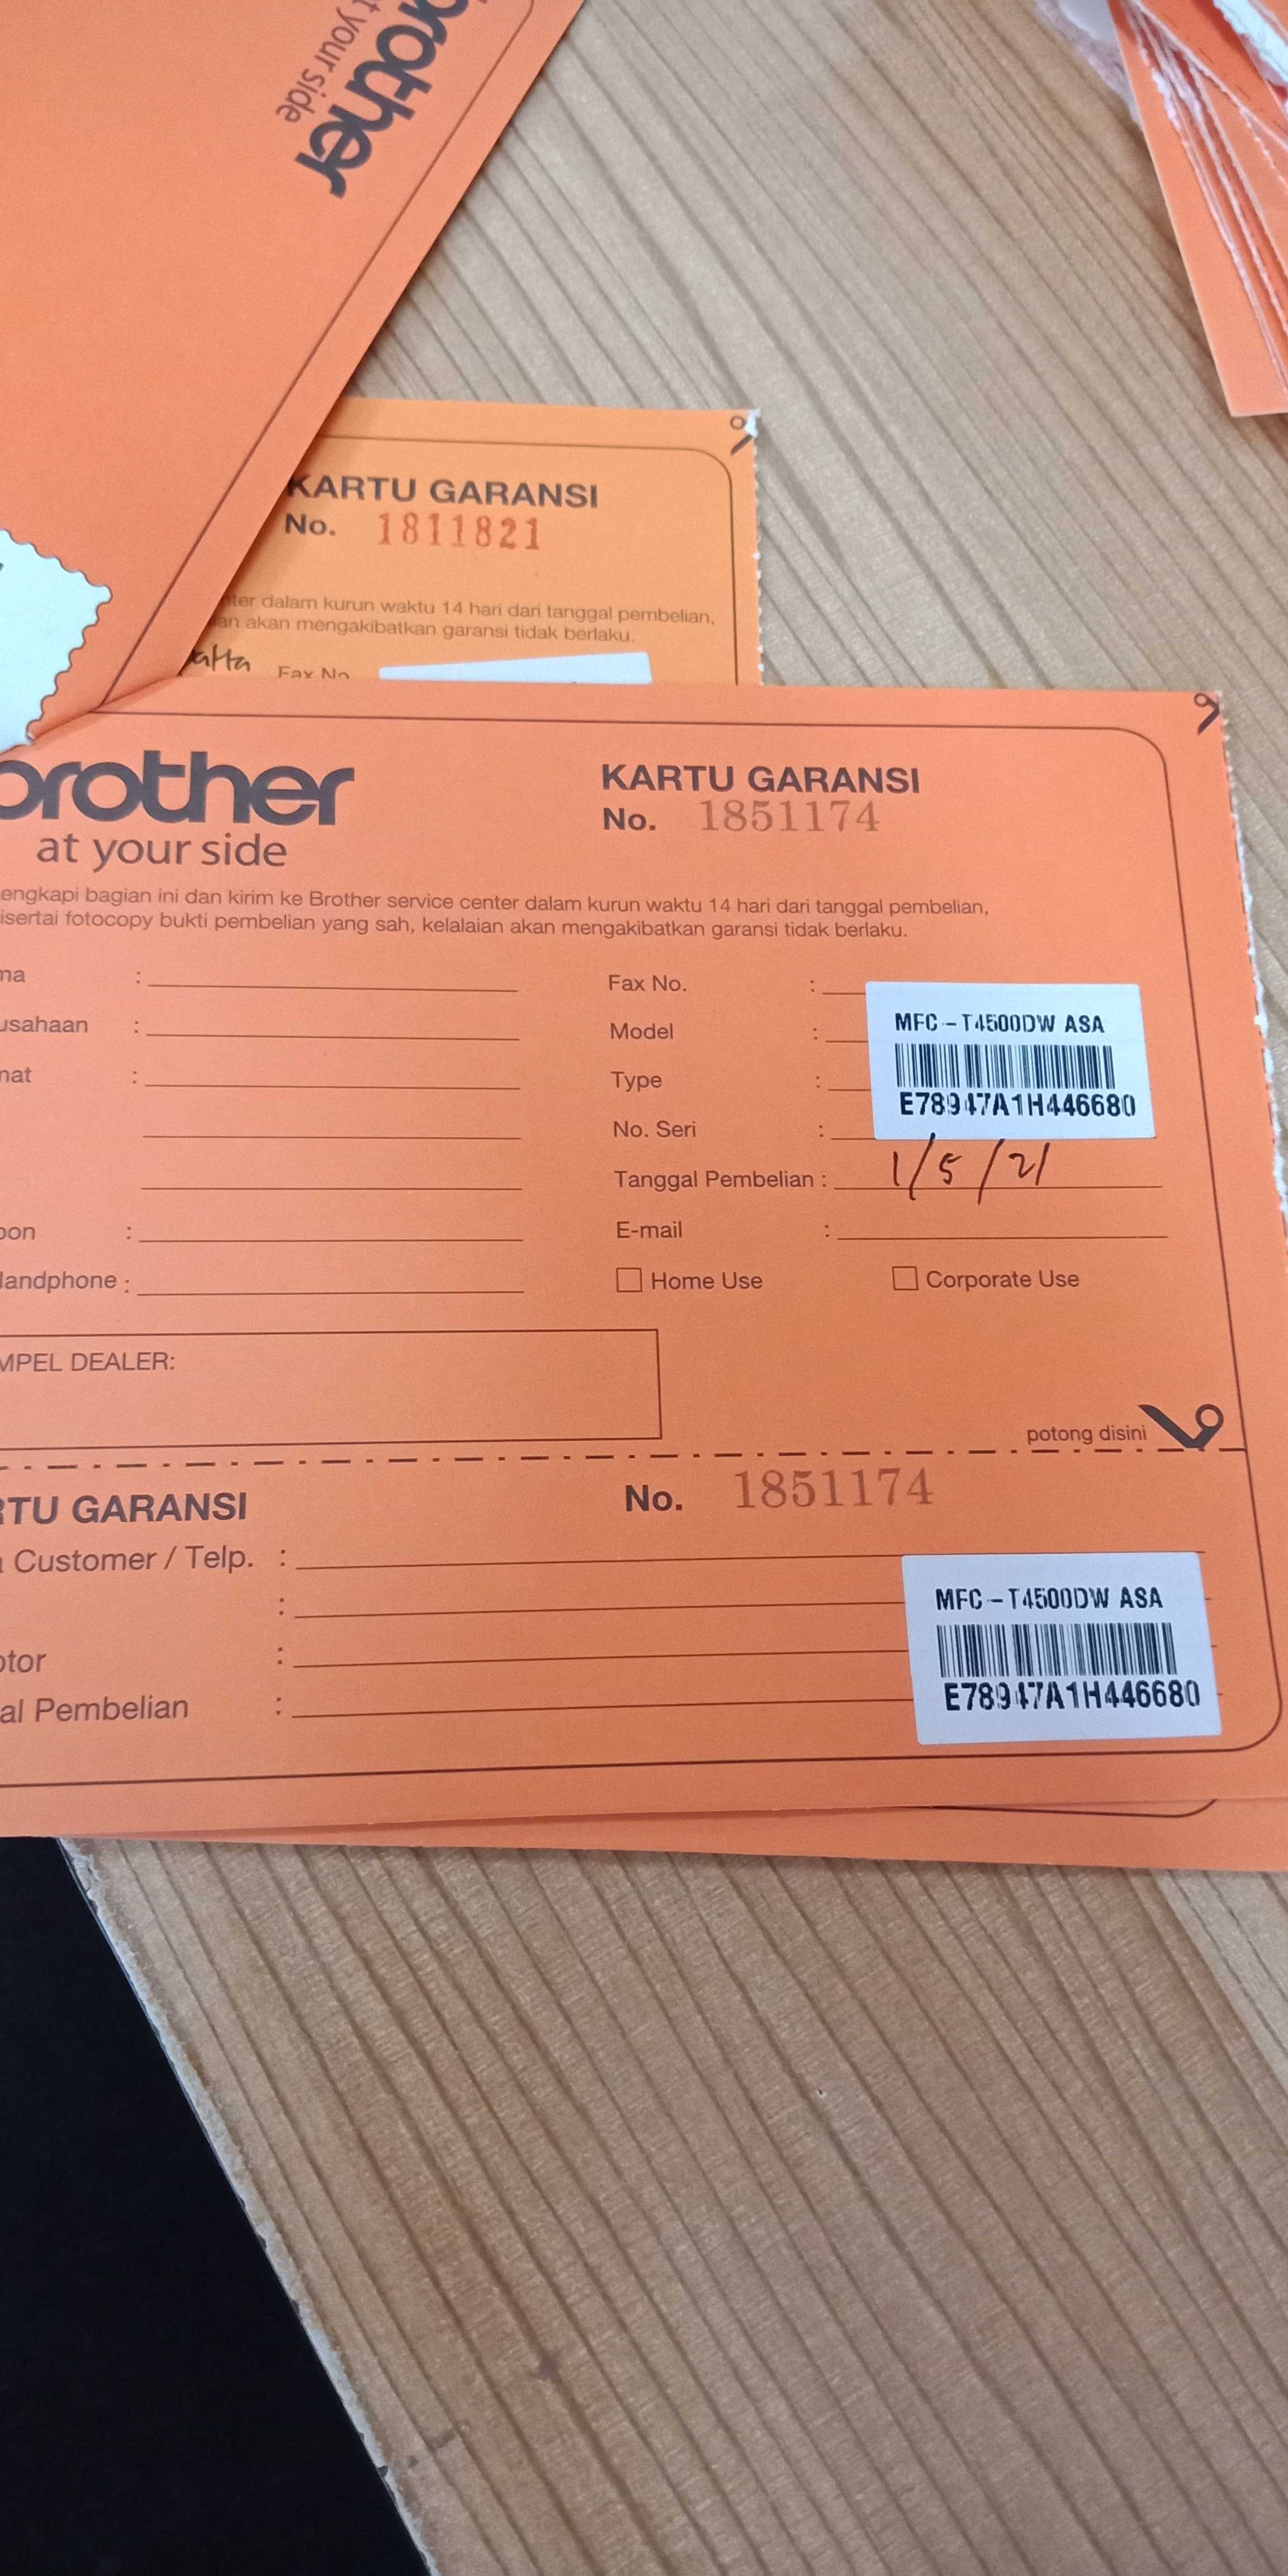 brother
t your side
KARTU GARANSI
No. 1811821
ter dalam kurun waktu 14 hari dari tanggal pembelian,
an akan mengakibatkan garansi tidak berlaku.
Fax No
brother
at your side
KARTU GARANSI
No. 1851174
engkapi bagian ini dan kirim ke Brother service center dalam kurun waktu 14 hari dari tanggal pembelian,
isertai fotocopy bukti pembelian yang sah, kelalaian akan mengakibatkan garansi tidak berlaku.
ma :
usahaan :
mat :
pon :
Handphone :
Fax No. :
Model :
Type :
No. Seri :
MFC-T4500DW ASA
E78947A1H446680
Tanggal Pembelian : 1/5/21
E-mail :
Home Use
Corporate Use
MPEL DEALER:
potong disini
RTU GARANSI
No. 1851174
Customer / Telp. :
:
otor :
al Pembelian :
MFC-T4500DW ASA
E78947A1H446680